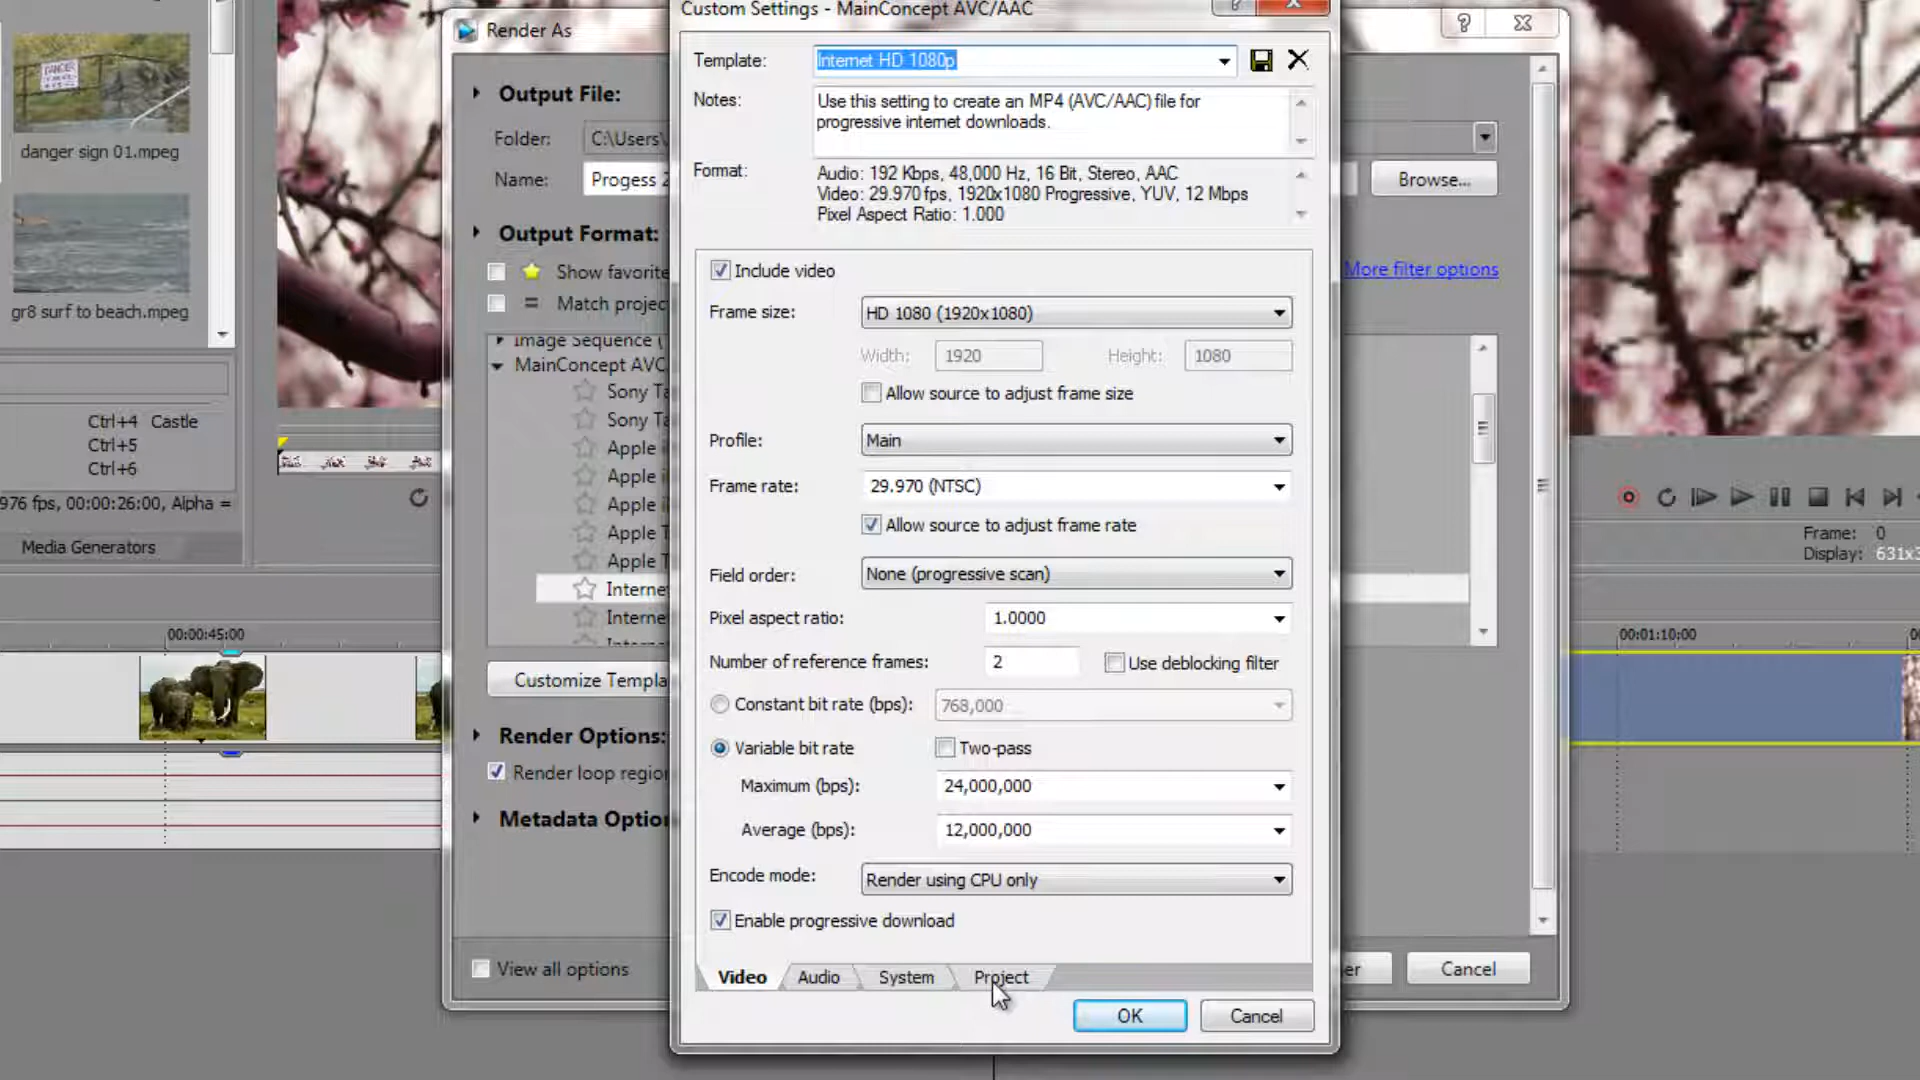 Custom Settings - MainConcept AVC/AAC
Render As
Template: Internet HD 1080p
Notes: Use this setting to create an MP4 (AVC/AAC) file for
progressive internet downloads.
Format: Audio: 192 Kbps, 48,000 Hz, 16 Bit, Stereo, AAC
Video: 29.970 fps, 1920x1080 Progressive, YUV, 12 Mbps
Pixel Aspect Ratio: 1.000
Include video
Frame size: HD 1080 (1920x1080)
Width: 1920 Height: 1080
Allow source to adjust frame size
Profile: Main
Frame rate: 29.970 (NTSC)
Allow source to adjust frame rate
Field order: None (progressive scan)
Pixel aspect ratio: 1.0000
Number of reference frames: 2 Use deblocking filter
Constant bit rate (bps): 768,000
Variable bit rate Two-pass
Maximum (bps): 24,000,000
Average (bps): 12,000,000
Encode mode: Render using CPU only
Enable progressive download
Video Audio System Project
OK Cancel
Output File:
Folder: C:\Users\
Name: Progess 2
Browse...
Output Format:
Show favorite
Match projec
More filter options
Image Sequence (
MainConcept AVC
Sony Ta
Sony Ta
Apple
Apple
Apple
Apple T
Apple T
Interne
Interne
Customize Templa
Render Options:
Render loop region
Metadata Option
View all options
er
Cancel
danger sign 01.mpeg
gr8 surf to beach.mpeg
Ctrl+4 Castle
Ctrl+5
Ctrl+6
976 fps, 00:00:26:00, Alpha =
Media Generators
00:00:45:00
Frame: 0
Display: 631x3
00:01:10:00
DANGER